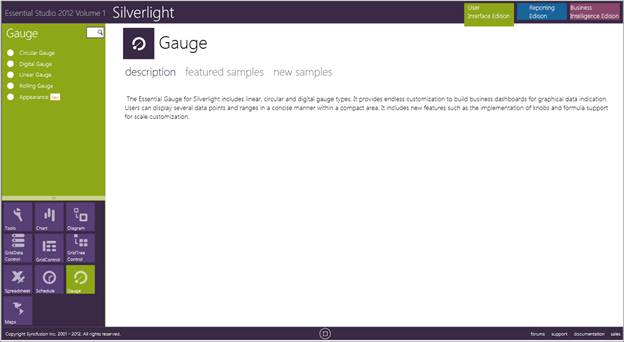 Essential Studio 2012 Volume 1 Silverlight
User
Interface Edition
Reporting
Edition
Business
Intelligence Edition
Gauge
Circular Gauge
Digital Gauge
Linear Gauge
Rolling Gauge
Appearance
Gauge
description featured samples new samples
The Essential Gauge for Silverlight includes linear, circular and digital gauge types. It provides endless customization to build business dashboards for graphical data indication.
Users can display several data points and ranges in a concise manner within a compact area. It includes new features such as the implementation of knobs and formula support
for scale customization.
Tools
Chart
Diagram
GridData
Control
GridControl
GridTree
Control
Spreadsheet
Schedule
Gauge
Maps
Copyright Syncfusion Inc. 2001 - 2012. All rights reserved.
forums support documentation sales